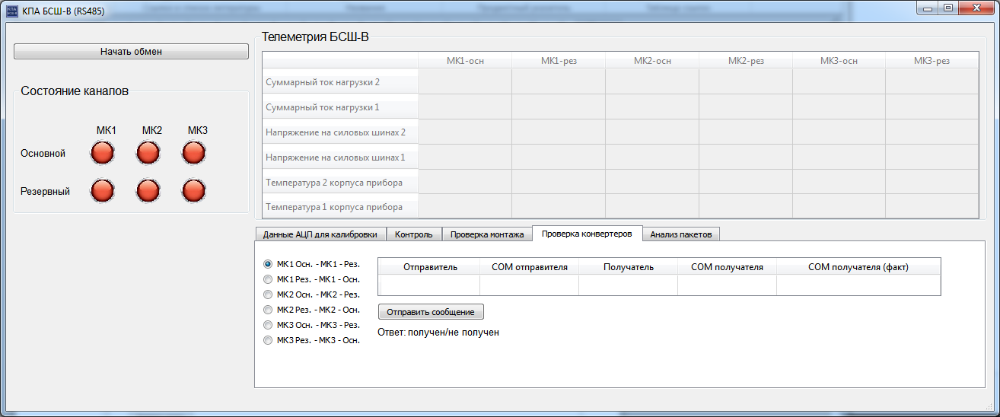 КПА БСШ-В (RS485)
Начать обмен
Состояние каналов
МК1 МК2 МК3
Основной
Резервный
Телеметрия БСШ-В
МК1-осн МК1-рез МК2-осн МК2-рез МК3-осн МК3-рез
Суммарный ток нагрузки 2
Суммарный ток нагрузки 1
Напряжение на силовых шинах 2
Напряжение на силовых шинах 1
Температура 2 корпуса прибора
Температура 1 корпуса прибора
Данные АЦП для калибровки Контроль Проверка монтажа Проверка конвертеров Анализ пакетов
МК1 Осн. - МК1 - Рез.
МК1 Рез. - МК1 - Осн.
МК2 Осн. - МК2 - Рез.
МК2 Рез. - МК2 - Осн.
МК3 Осн. - МК3 - Рез.
МК3 Рез. - МК3 - Осн.
Отправитель СОМ отправителя Получатель СОМ получателя СОМ получателя (факт)
Отправить сообщение
Ответ: получен/не получен